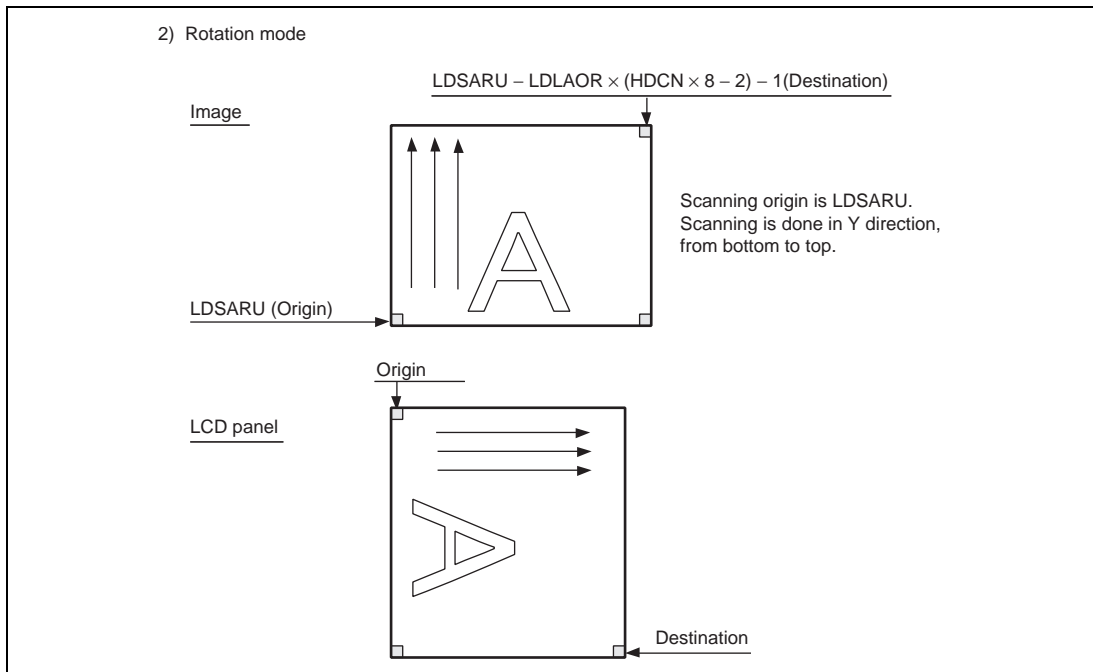 2) Rotation mode
LDSARU – LDLAOR × (HDCN × 8 – 2) – 1(Destination)
Image
Scanning origin is LDSARU.
Scanning is done in Y direction,
from bottom to top.
LDSARU (Origin)
Origin
LCD panel
Destination